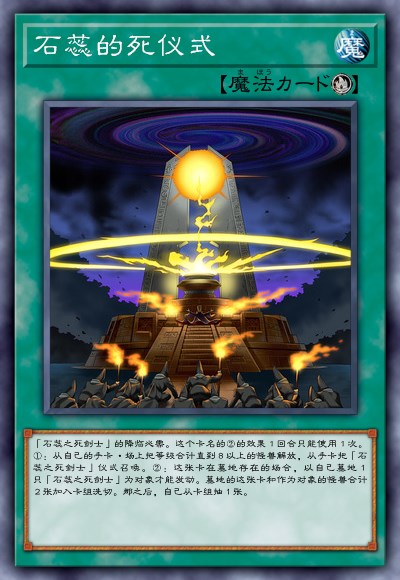 石蕊的死仪式
魔
【魔法カード】
まほう
「石蕊之死剑士」的降临必需。这个卡名的②的效果1回合只能使用1次。
①：从自己的手卡·场上把等级合计直到8以上的怪兽解放，从手卡把「石
蕊之死剑士」仪式召唤。②：这张卡在墓地存在的场合，以自己墓地1
只「石蕊之死剑士」为对象才能发动。墓地的这张卡和作为对象的怪兽合计
2张加入卡组洗切。那之后，自己从卡组抽1张。